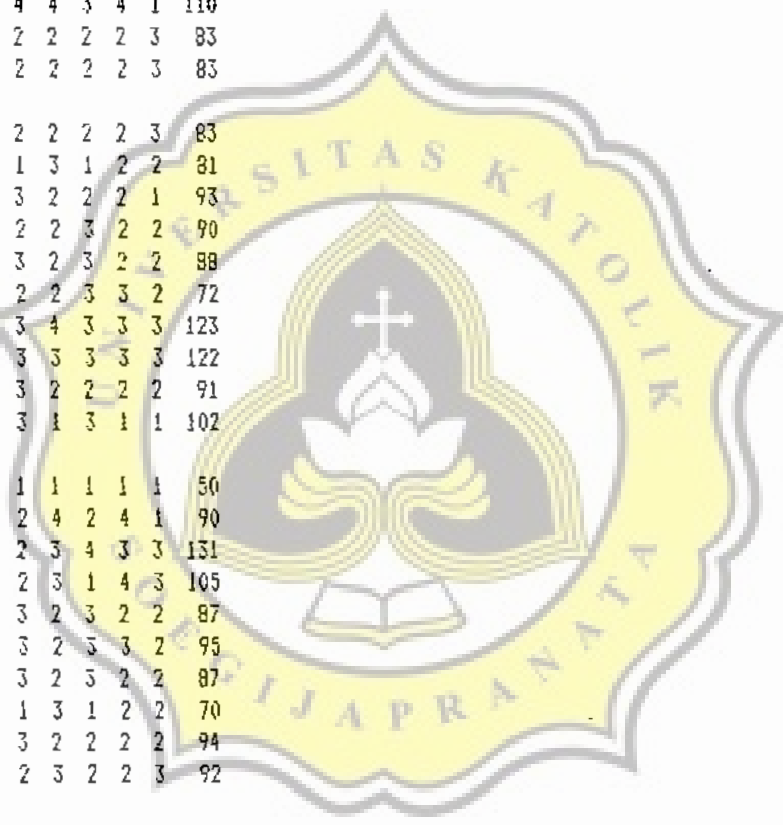 4 4 3 4 1 110
2 2 2 2 3 83
2 2 2 2 3 83
2 2 2 2 3 83
1 3 1 2 2 81
3 2 2 2 1 93
2 2 3 2 2 90
3 2 3 2 2 88
2 2 3 3 2 72
3 4 3 3 3 123
3 3 3 3 3 122
3 2 2 2 2 91
3 1 3 1 1 102
1 1 1 1 1 50
2 4 2 4 1 90
2 3 4 3 3 131
2 3 1 4 3 105
3 2 3 2 2 87
3 2 3 3 2 95
3 2 3 2 2 87
1 3 1 2 2 70
3 2 2 2 2 94
2 3 2 2 3 92
UNIVERSITAS KATOLIK
SOEGIJAPRANATA